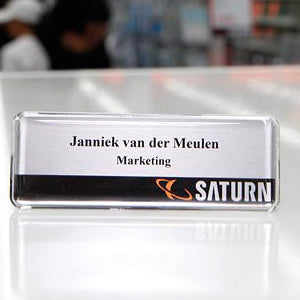 Janniek van der Meulen
Marketing
SATURN